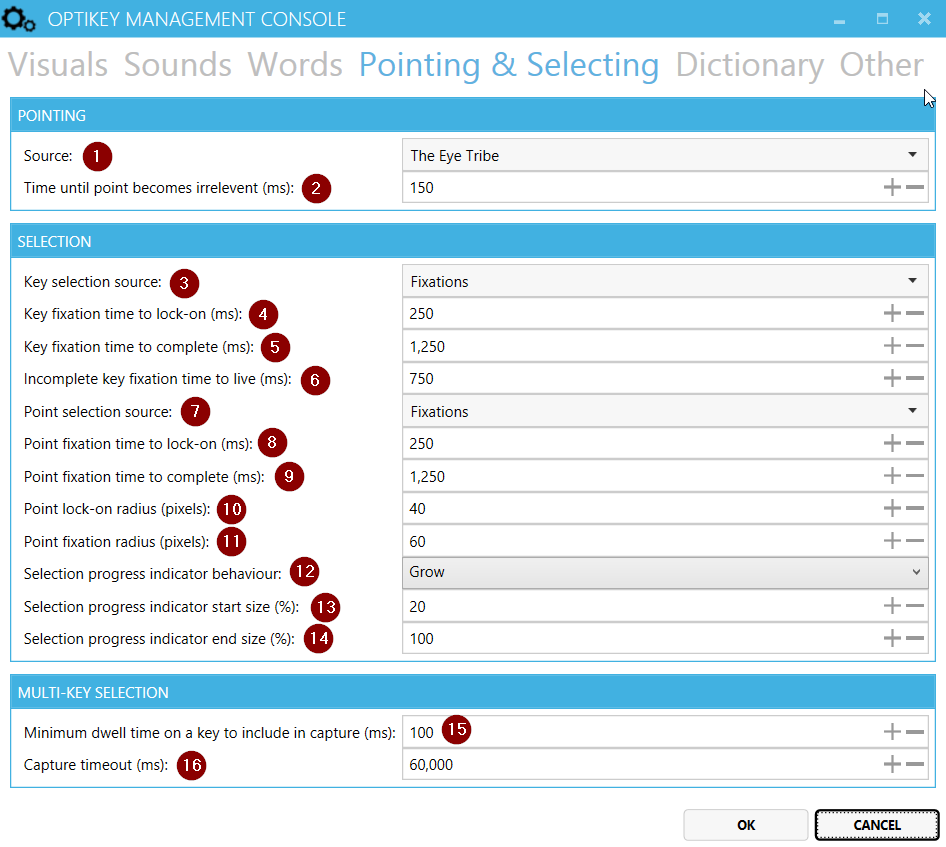 OPTIKEY MANAGEMENT CONSOLE
Visuals Sounds Words Pointing & Selecting Dictionary Other
POINTING
Source: 1 The Eye Tribe
Time until point becomes irrelevent (ms): 2 150
SELECTION
Key selection source: 3 Fixations
Key fixation time to lock-on (ms): 4 250
Key fixation time to complete (ms): 5 1,250
Incomplete key fixation time to live (ms): 6 750
Point selection source: 7 Fixations
Point fixation time to lock-on (ms): 8 250
Point fixation time to complete (ms): 9 1,250
Point lock-on radius (pixels): 10 40
Point fixation radius (pixels): 11 60
Selection progress indicator behaviour: 12 Grow
Selection progress indicator start size (%): 13 20
Selection progress indicator end size (%): 14 100
MULTI-KEY SELECTION
Minimum dwell time on a key to include in capture (ms): 100 15
Capture timeout (ms): 16 60,000
OK CANCEL